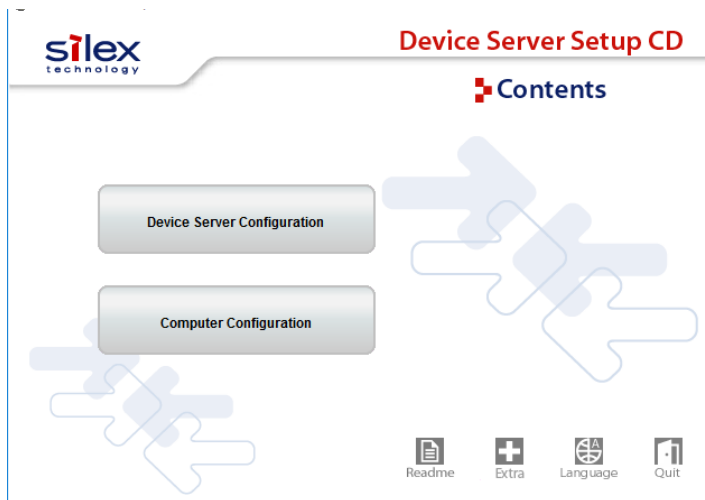 silex
technology
Device Server Setup CD
Contents
Device Server Configuration
Computer Configuration
Readme
Extra
A
Language
Quit